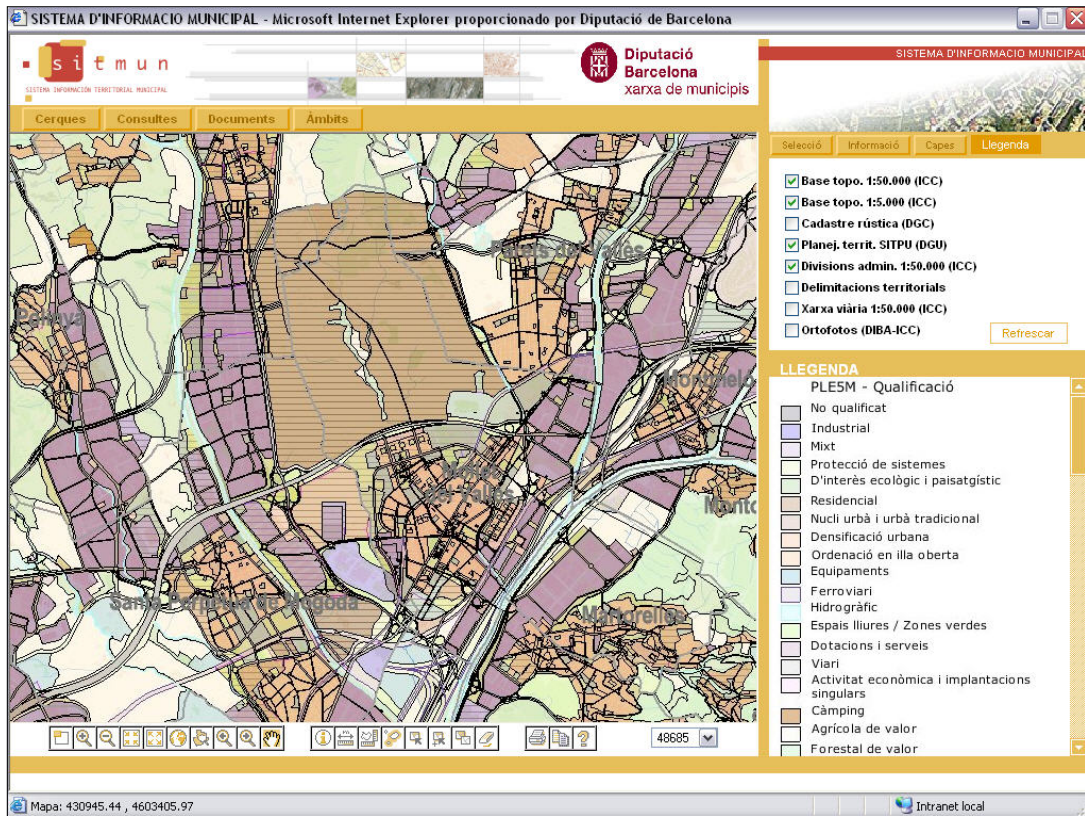 SISTEMA D'INFORMACIO MUNICIPAL - Microsoft Internet Explorer proporcionado por Diputació de Barcelona
sitmun
SISTEMA INFORMACIÓN TERRITORIAL MUNICIPAL
Diputació
Barcelona
xarxa de municipis
SISTEMA D'INFORMACIO MUNICIPAL
Cerques
Consultes
Documents
Àmbits
Selecció
Informació
Capes
Llegenda
Base topo. 1:50.000 (ICC)
Base topo. 1:5.000 (ICC)
Cadastre rústica (DGC)
Planej. territ. SITPU (DGU)
Divisions admin. 1:50.000 (ICC)
Delimitacions territorials
Xarxa viària 1:50.000 (ICC)
Ortofotos (DIBA-ICC)
Refrescar
Parets del Vallès
Polinyà
Montmeló
Mollet
del Vallès
Santa Perpètua de Mogoda
Martorelles
LLEGENDA
PLESM - Qualificació
No qualificat
Industrial
Mixt
Protecció de sistemes
D'interès ecològic i paisatgístic
Residencial
Nucli urbà i urbà tradicional
Densificació urbana
Ordenació en illa oberta
Equipaments
Ferroviari
Hidrogràfic
Espais lliures / Zones verdes
Dotacions i serveis
Viari
Activitat econòmica i implantacions
singulars
Càmping
Agrícola de valor
Forestal de valor
48685
Mapa: 430945.44 , 4603405.97
Intranet local